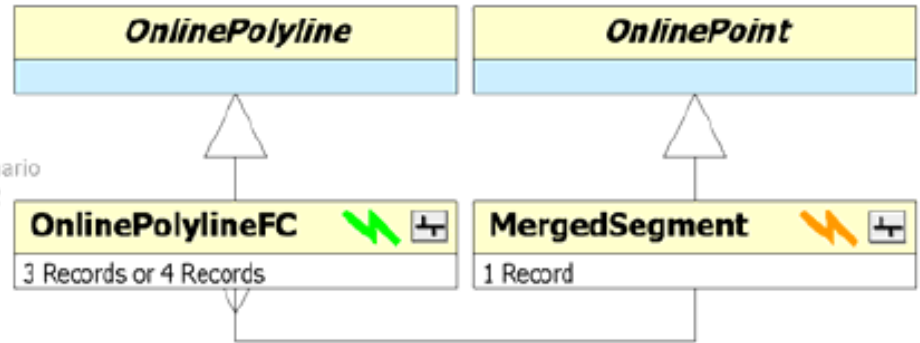 OnlinePolyline
OnlinePoint
OnlinePolylineFC
3 Records or 4 Records
MergedSegment
1 Record